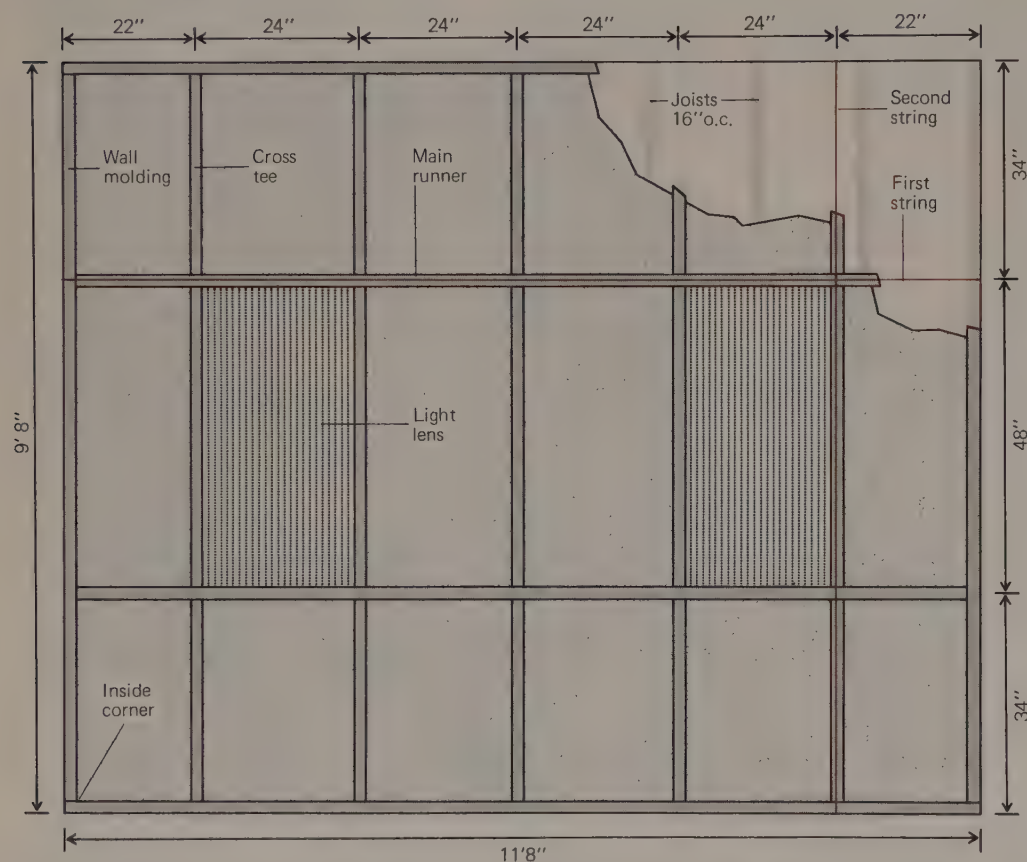 22" 24" 24" 24" 24" 22"
Joists
16"o.c.
Second
string
Wall
molding
Cross
tee
Main
runner
First
string
34"
9' 8"
Light
lens
48"
Inside
corner
34"
11'8"